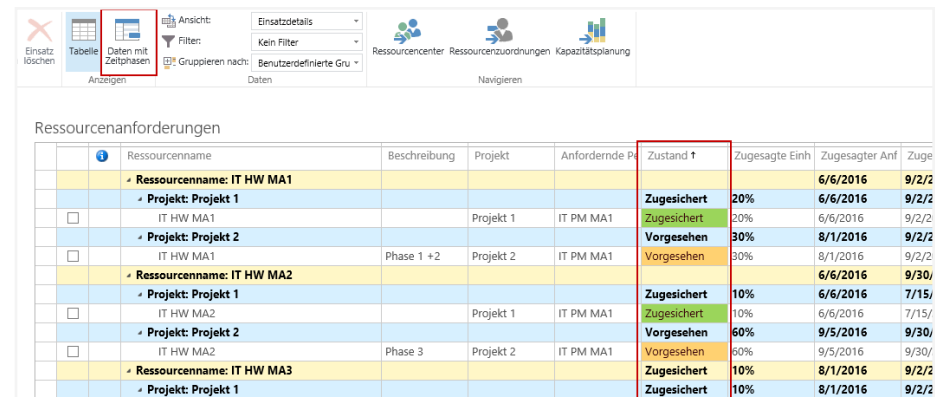 Einsatz löschen
Tabelle
Daten mit Zeitphasen
Anzeigen
Ansicht: Einsatzdetails
Filter: Kein Filter
Gruppieren nach: Benutzerdefinierte Gru
Daten
Ressourcencenter Ressourcenzuordnungen Kapazitätsplanung
Navigieren
Ressourcenanforderungen
Ressourcenname Beschreibung Projekt Anfordernde Pe Zustand ↑ Zugesagte Einh Zugesagter Anf Zuge
Ressourcenname: IT HW MA1 6/6/2016 9/2/2
Projekt: Projekt 1 Zugesichert 20% 6/6/2016 9/2/2
IT HW MA1 Projekt 1 IT PM MA1 Zugesichert 20% 6/6/2016 9/2/2
Projekt: Projekt 2 Vorgesehen 30% 8/1/2016 9/2/2
IT HW MA1 Phase 1 +2 Projekt 2 IT PM MA1 Vorgesehen 30% 8/1/2016 9/2/2
Ressourcenname: IT HW MA2 6/6/2016 9/30/
Projekt: Projekt 1 Zugesichert 10% 6/6/2016 7/15/
IT HW MA2 Projekt 1 IT PM MA1 Zugesichert 10% 6/6/2016 7/15/
Projekt: Projekt 2 Vorgesehen 60% 9/5/2016 9/30/
IT HW MA2 Phase 3 Projekt 2 IT PM MA1 Vorgesehen 60% 9/5/2016 9/30/
Ressourcenname: IT HW MA3 Zugesichert 10% 8/1/2016 9/2/2
Projekt: Projekt 1 Zugesichert 10% 8/1/2016 9/2/2